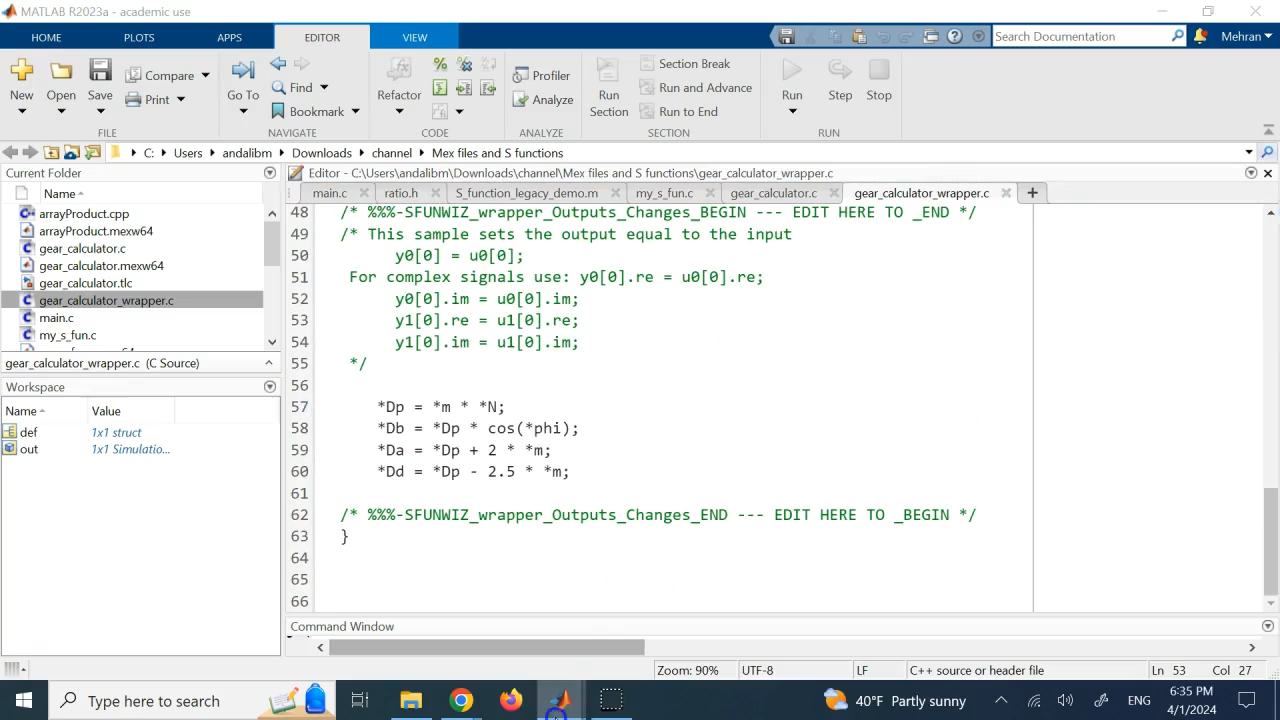 MATLAB R2023a - academic use
HOME PLOTS APPS EDITOR VIEW Search Documentation Mehran
New Open Save Compare Print Go To Find Bookmark Refactor Profiler Analyze Run Section Section Break Run and Advance Run to End Run Step Stop
FILE NAVIGATE CODE ANALYZE SECTION RUN
C: Users andalibm Downloads channel Mex files and S functions
Current Folder
Name
arrayProduct.cpp
arrayProduct.mexw64
gear_calculator.c
gear_calculator.mexw64
gear_calculator.tlc
gear_calculator_wrapper.c
main.c
my_s_fun.c
gear_calculator_wrapper.c (C Source)
Workspace
Name Value
def 1x1 struct
out 1x1 Simulatio...
Editor - C:\Users\andalibm\Downloads\channel\Mex files and S functions\gear_calculator_wrapper.c
main.c ratio.h S_function_legacy_demo.m my_s_fun.c gear_calculator.c gear_calculator_wrapper.c
48 /* %%%-SFUNWIZ_wrapper_Outputs_Changes_BEGIN --- EDIT HERE TO _END */
49 /* This sample sets the output equal to the input
50 y0[0] = u0[0];
51 For complex signals use: y0[0].re = u0[0].re;
52 y0[0].im = u0[0].im;
53 y1[0].re = u1[0].re;
54 y1[0].im = u1[0].im;
55 */
56
57 *Dp = *m * *N;
58 *Db = *Dp * cos(*phi);
59 *Da = *Dp + 2 * *m;
60 *Dd = *Dp - 2.5 * *m;
61
62 /* %%%-SFUNWIZ_wrapper_Outputs_Changes_END --- EDIT HERE TO _BEGIN */
63 }
64
65
66
Command Window
Zoom: 90% UTF-8 LF C++ source or header file Ln 53 Col 27
Type here to search 40°F Partly sunny ENG 6:35 PM
4/1/2024